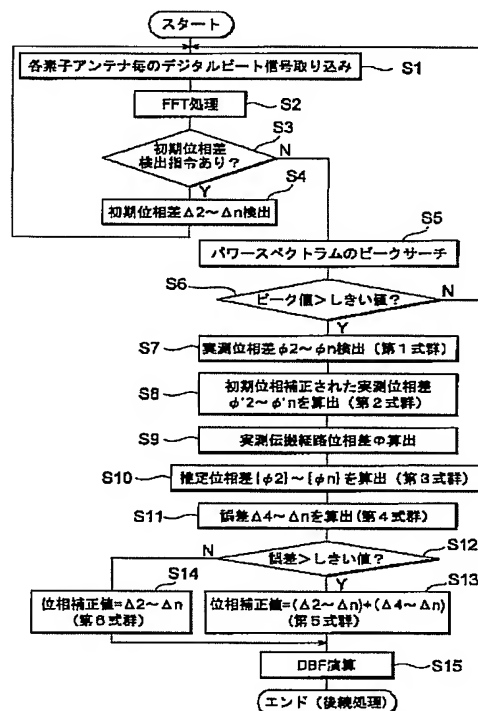 スタート
各素子アンテナ毎のデジタルビート信号取り込み
S1
FFT処理
S2
S3
初期位相差
検出指令あり?
N
Y
S4
初期位相差Δ2〜Δn検出
S5
パワースペクトラムのピークサーチ
S6
ピーク値>しきい値?
N
Y
S7
実測位相差φ2〜φn検出(第1式群)
S8
初期位相補正された実測位相差
φ'2〜φ'nを算出(第2式群)
S9
実測伝搬経路位相差Φ算出
S10
推定位相差{φ2}〜{φn}を算出(第3式群)
S11
誤差Δ4〜Δnを算出(第4式群)
S12
誤差>しきい値?
N
Y
S14
位相補正値=Δ2〜Δn
(第6式群)
S13
位相補正値=(Δ2〜Δn)+(Δ4〜Δn)
(第5式群)
DBF演算
S15
エンド(後続処理)